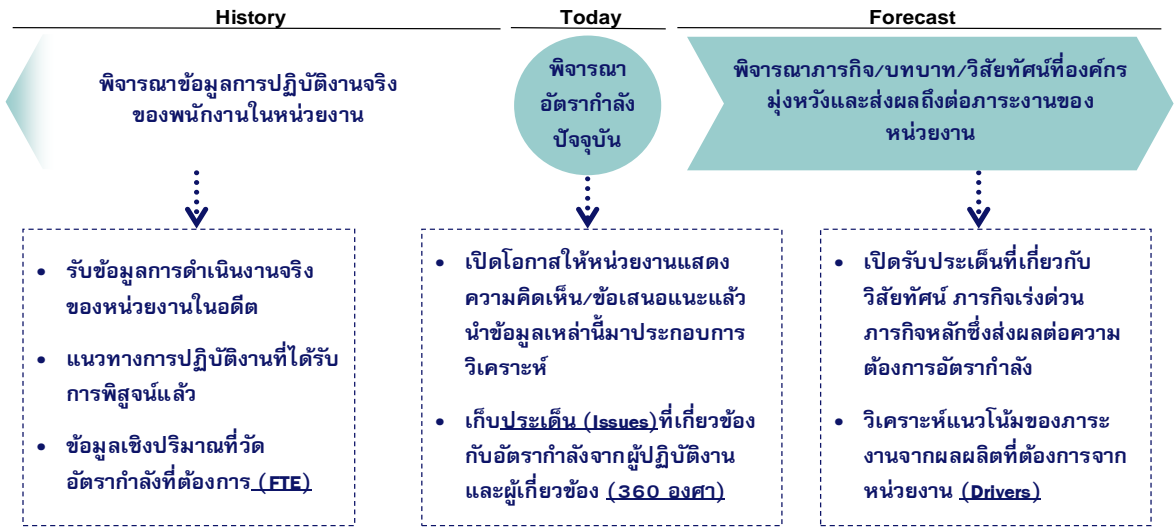 History
Today
Forecast
พิจารณาข้อมูลการปฏิบัติงานจริง
ของพนักงานในหน่วยงาน
พิจารณา
อัตรากำลัง
ปัจจุบัน
พิจารณาภารกิจ/บทบาท/วิสัยทัศน์ที่องค์กร
มุ่งหวังและส่งผลถึงต่อภาระงานของ
หน่วยงาน
• รับข้อมูลการดำเนินงานจริง
ของหน่วยงานในอดีต
• แนวทางการปฏิบัติงานที่ได้รับ
การพิสูจน์แล้ว
• ข้อมูลเชิงปริมาณที่วัด
อัตรากำลังที่ต้องการ (FTE)
• เปิดโอกาสให้หน่วยงานแสดง
ความคิดเห็น/ข้อเสนอแนะแล้ว
นำข้อมูลเหล่านี้มาประกอบการ
วิเคราะห์
• เก็บประเด็น (Issues)ที่เกี่ยวข้อง
กับอัตรากำลังจากผู้ปฏิบัติงาน
และผู้เกี่ยวข้อง (360 องศา)
• เปิดรับประเด็นที่เกี่ยวกับ
วิสัยทัศน์ ภารกิจเร่งด่วน
ภารกิจหลักซึ่งส่งผลต่อความ
ต้องการอัตรากำลัง
• วิเคราะห์แนวโน้มของภาระ
งานจากผลผลิตที่ต้องการจาก
หน่วยงาน (Drivers)